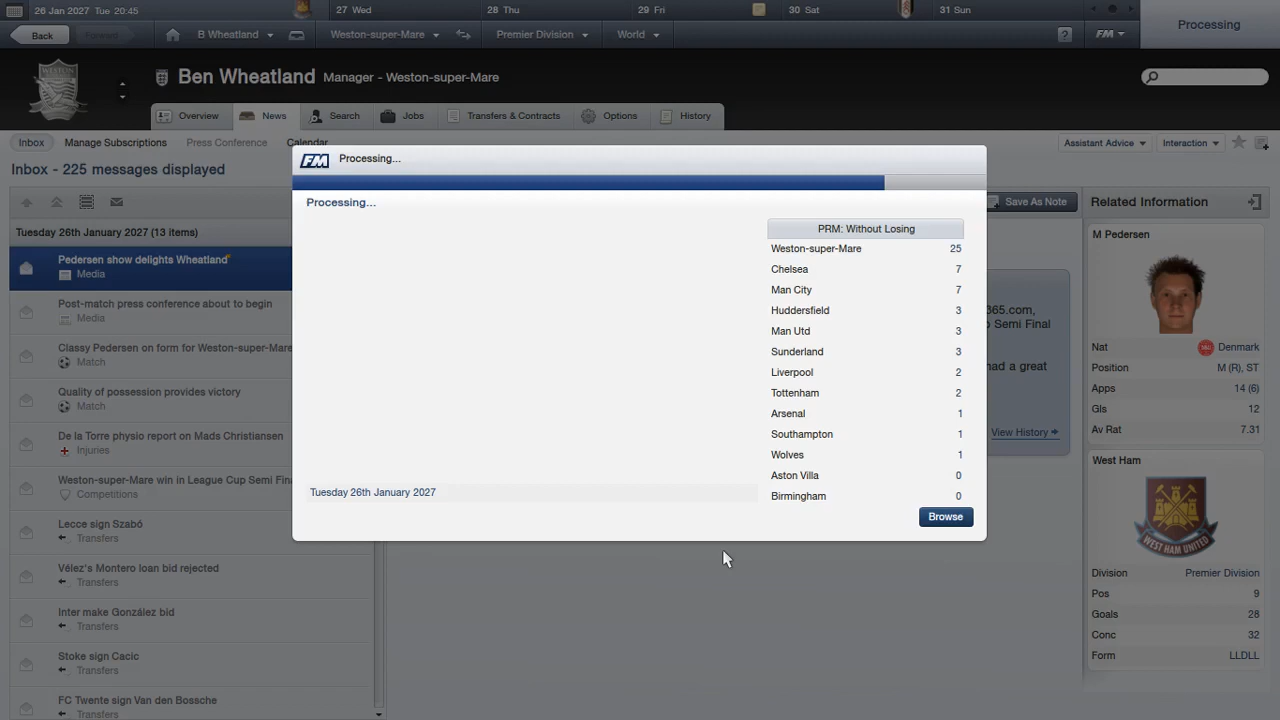 26 Jan 2027 Tue 20:45
27 Wed
28 Thu
29 Fri
30 Sat
31 Sun
Processing
Back
Forward
B Wheatland
Weston-super-Mare
Premier Division
World
?
FM
WESTON
Ben Wheatland Manager - Weston-super-Mare
Overview
News
Search
Jobs
Transfers & Contracts
Options
History
Inbox
Manage Subscriptions
Press Conference
Calendar
Assistant Advice
Interaction
Inbox - 225 messages displayed
Tuesday 26th January 2027 (13 items)
Pedersen show delights Wheatland
Media
Post-match press conference about to begin
Media
Classy Pedersen on form for Weston-super-Mare
Match
Quality of possession provides victory
Match
De la Torre physio report on Mads Christiansen
Injuries
Weston-super-Mare win in League Cup Semi Fina
Competitions
Lecce sign Szabó
Transfers
Vélez's Montero loan bid rejected
Transfers
Inter make González bid
Transfers
Stoke sign Cacic
Transfers
FC Twente sign Van den Bossche
Transfers
FM Processing...
Processing...
PRM: Without Losing
Weston-super-Mare 25
Chelsea 7
Man City 7
Huddersfield 3
Man Utd 3
Sunderland 3
Liverpool 2
Tottenham 2
Arsenal 1
Southampton 1
Wolves 1
Aston Villa 0
Birmingham 0
Tuesday 26th January 2027
Browse
Save As Note
365.com,
Semi Final
had a great
View History
Related Information
M Pedersen
Nat Denmark
Position M (R), ST
Apps 14 (6)
Gls 12
Av Rat 7.31
West Ham
WEST HAM UNITED
Division Premier Division
Pos 9
Goals 28
Conc 32
Form LLDLL